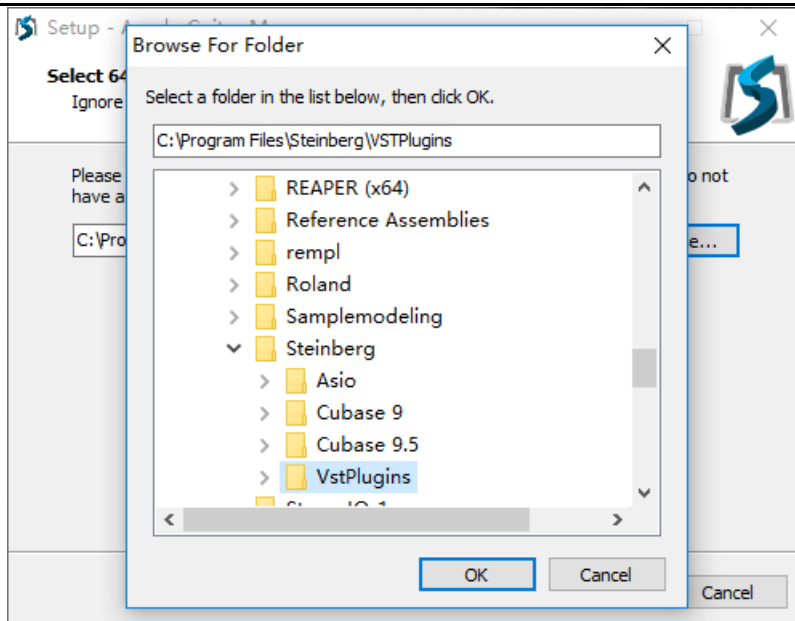 Setup -
Browse For Folder
Select 64
Ignore
Select a folder in the list below, then click OK.
C:\Program Files\Steinberg\VSTPlugins
Please
have a
o not
C:\Pro
e...
REAPER (x64)
Reference Assemblies
rempl
Roland
Samplemodeling
Steinberg
Asio
Cubase 9
Cubase 9.5
VstPlugins
OK
Cancel
Cancel